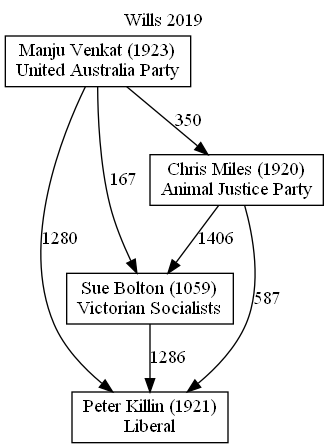 Wills 2019
Manju Venkat (1923)
United Australia Party
350
Chris Miles (1920)
Animal Justice Party
167
1280
1406
Sue Bolton (1059)
Victorian Socialists
587
1286
Peter Killin (1921)
Liberal